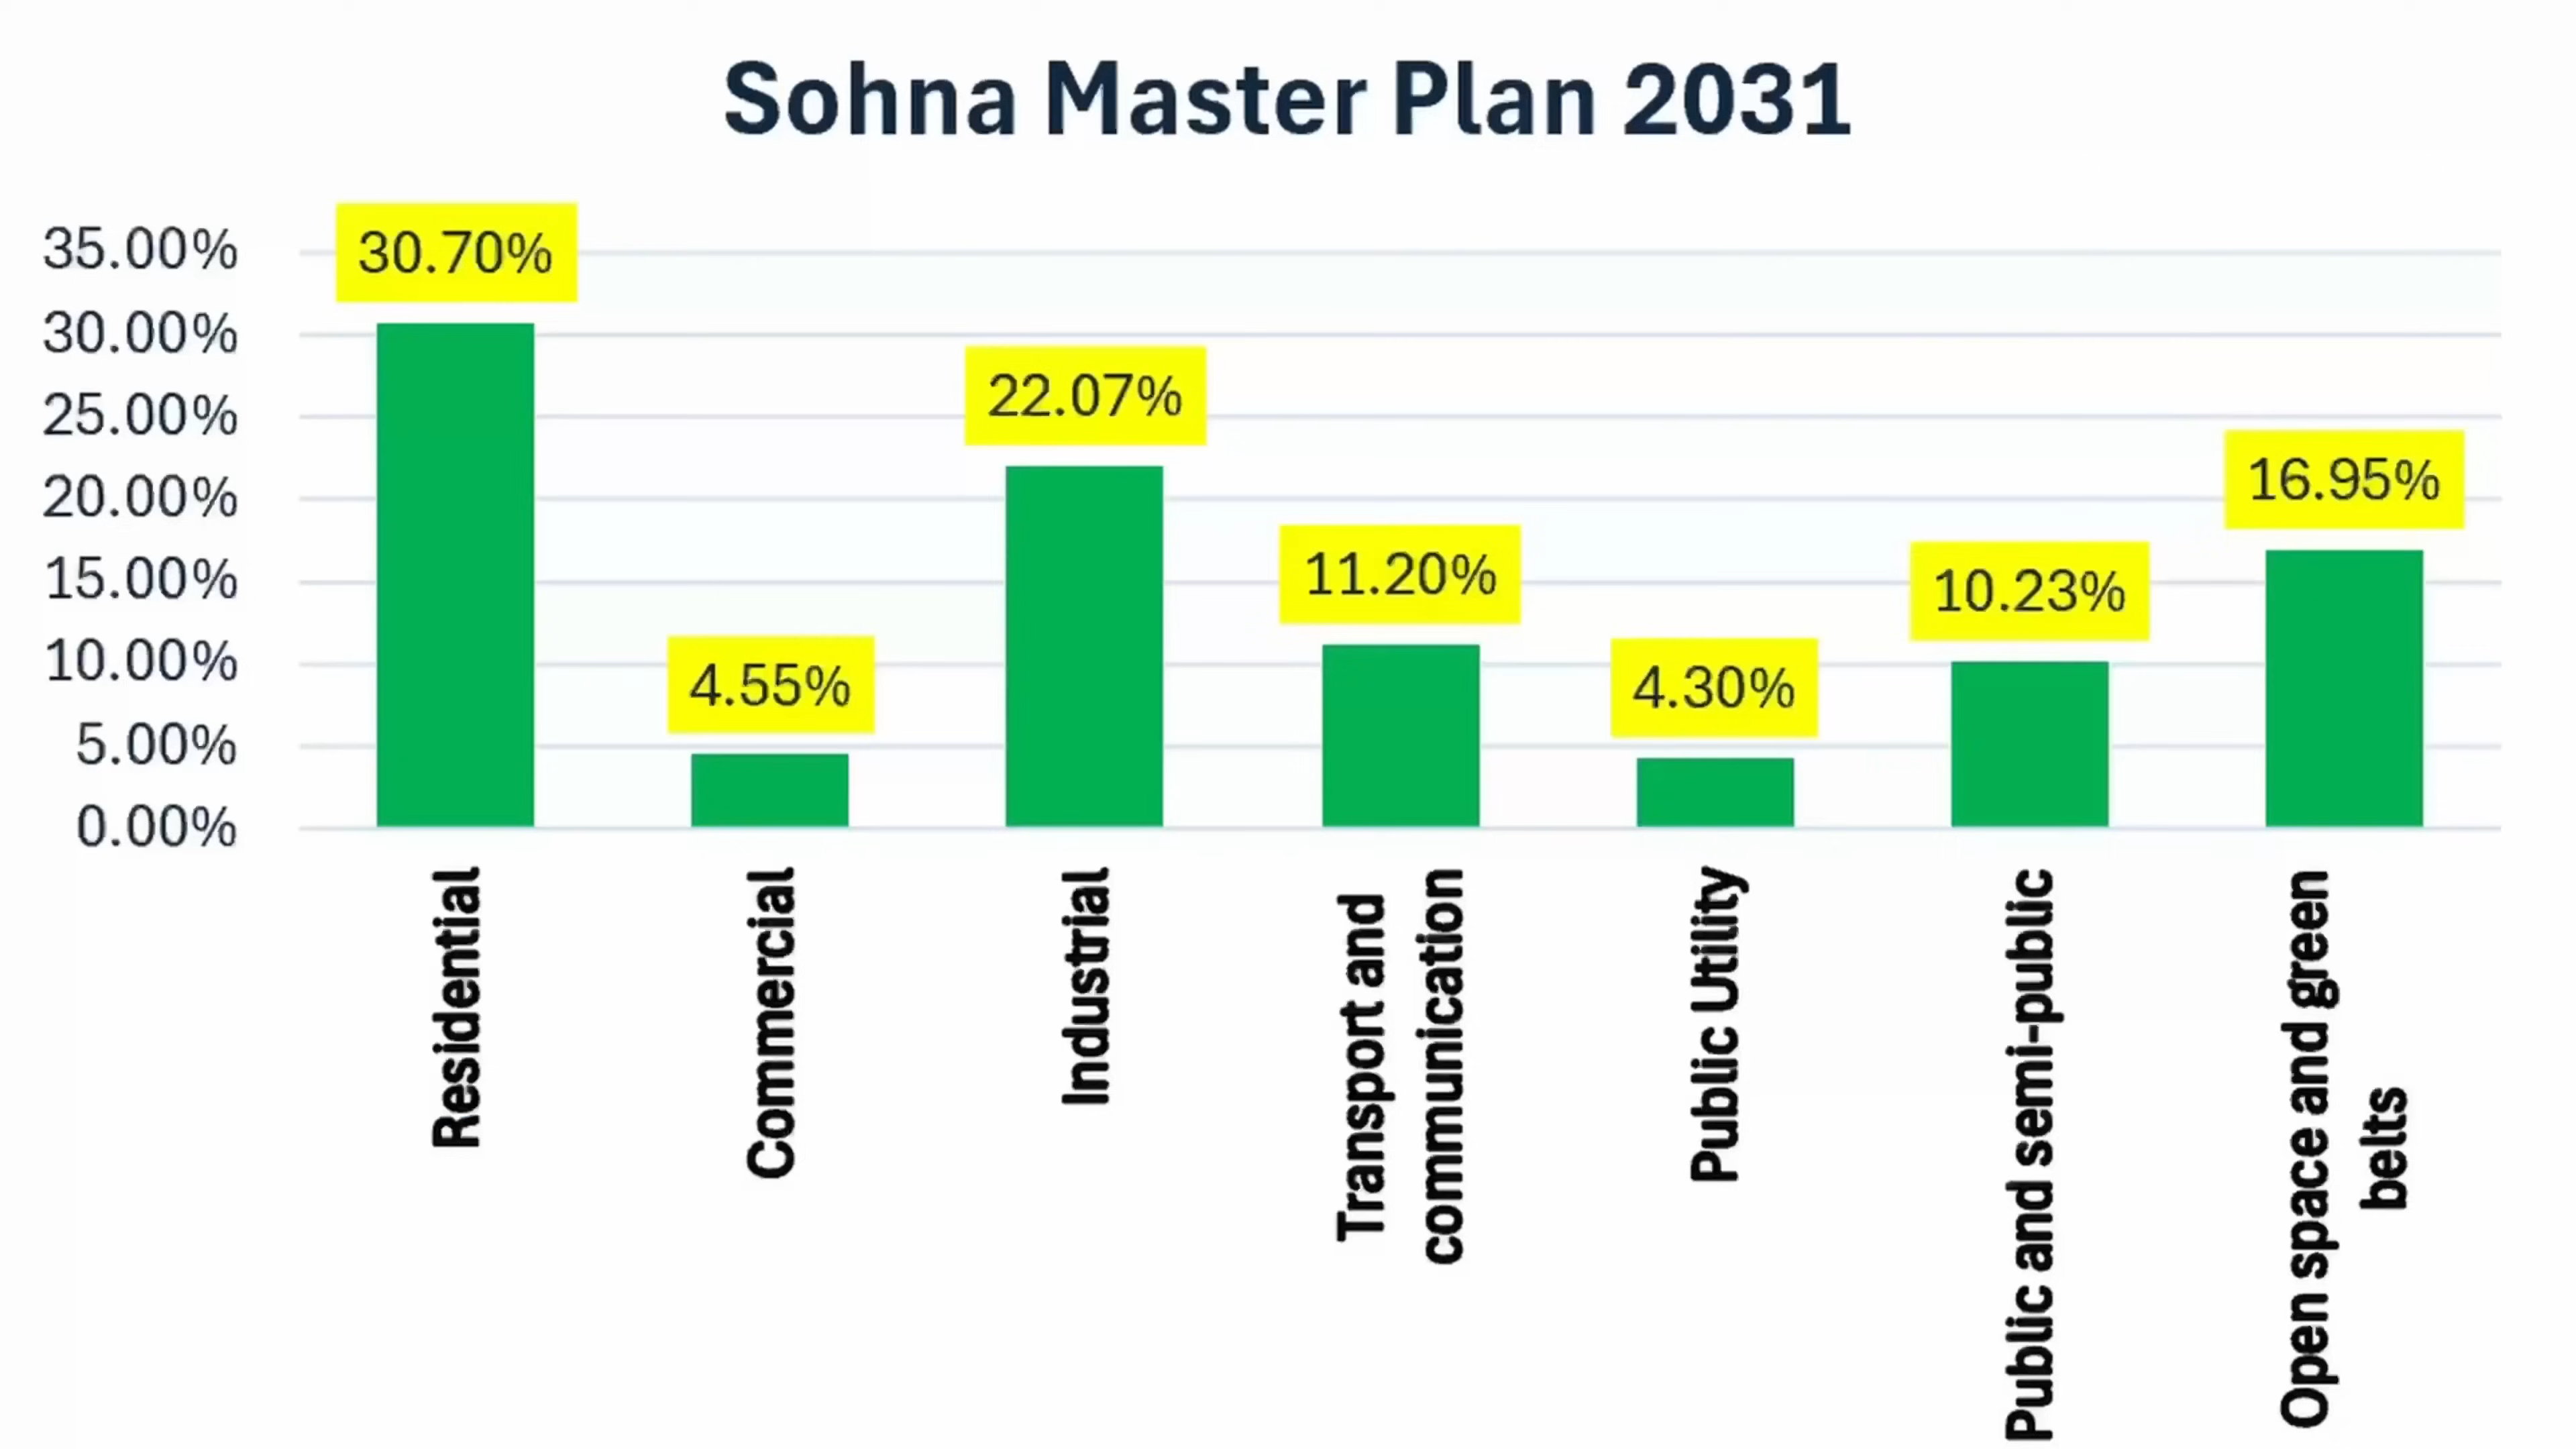 Sohna Master Plan 2031
35.00%
30.00%
25.00%
20.00%
15.00%
10.00%
5.00%
0.00%
30.70%
4.55%
22.07%
11.20%
4.30%
10.23%
16.95%
Residential
Commercial
Industrial
Transport and
communication
Public Utility
Public and semi-public
Open space and green
belts